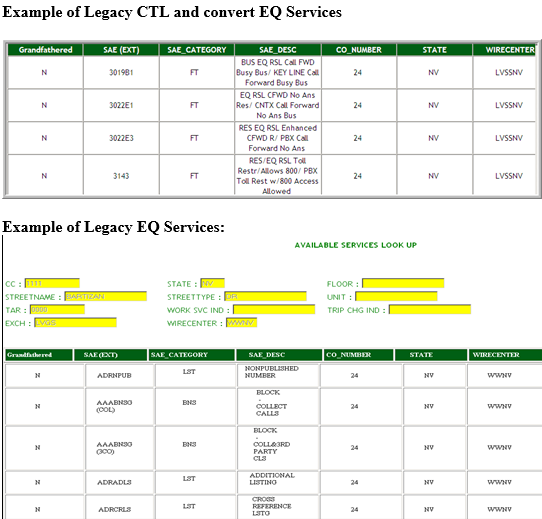 Example of Legacy CTL and convert EQ Services
Grandfathered SAE (EXT) SAE_CATEGORY SAE_DESC CO_NUMBER STATE WIRECENTER
BUS EQ RSL Call FWD
N 3019B1 FT Busy Bus/ KEY LINE Call 24 NV LVSSNV
Forward Busy Bus
EQ RSL CFWD No Ans
N 3022E1 FT Res/ CNTX Call Forward 24 NV LVSSNV
No Ans Bus
RES EQ RSL Enhanced
N 3022E3 FT CFWD R/ PBX Call 24 NV LVSSNV
Forward No Ans
RES/EQ RSL Toll
N 3143 FT Restr/Allows 800/ PBX 24 NV LVSSNV
Toll Rest w/800 Access
Allowed
Example of Legacy EQ Services:
AVAILABLE SERVICES LOOK UP
CC : TTTT STATE : NV FLOOR :
STREETNAME : BARTIZAN STREETTYPE : DR UNIT :
TAR : 0000 WORK SVC IND : TRIP CHG IND :
EXCH : LVGS WIRECENTER : WWNV
Grandfathered SAE (EXT) SAE_CATEGORY SAE_DESC CO_NUMBER STATE WIRECENTER
N ADRNPUB LST NONPUBLISHED 24 NV WWNV
NUMBER
BLOCK
N AAABNSG BNS - 24 NV WWNV
(COL) COLLECT
CALLS
BLOCK
-
N AAABNSG BNS COLL&3RD 24 NV WWNV
(3CO) PARTY
CLS
N ADRADLS LST ADDITIONAL 24 NV WWNV
LISTING
CROSS
N ADRCRLS LST REFERENCE 24 NV WWNV
LSTG